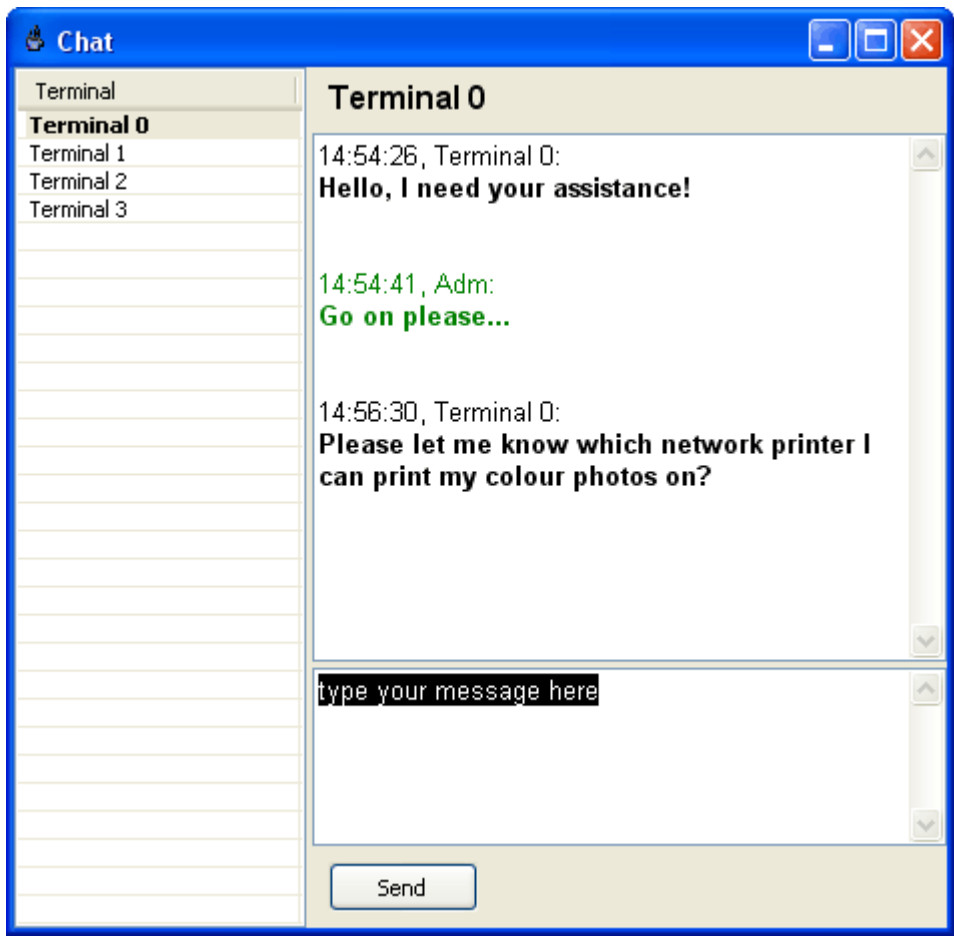 Chat
Terminal
Terminal 0
Terminal 1
Terminal 2
Terminal 3
Terminal 0
14:54:26, Terminal 0:
Hello, I need your assistance!
14:54:41, Adm:
Go on please...
14:56:30, Terminal 0:
Please let me know which network printer I
can print my colour photos on?
type your message here
Send